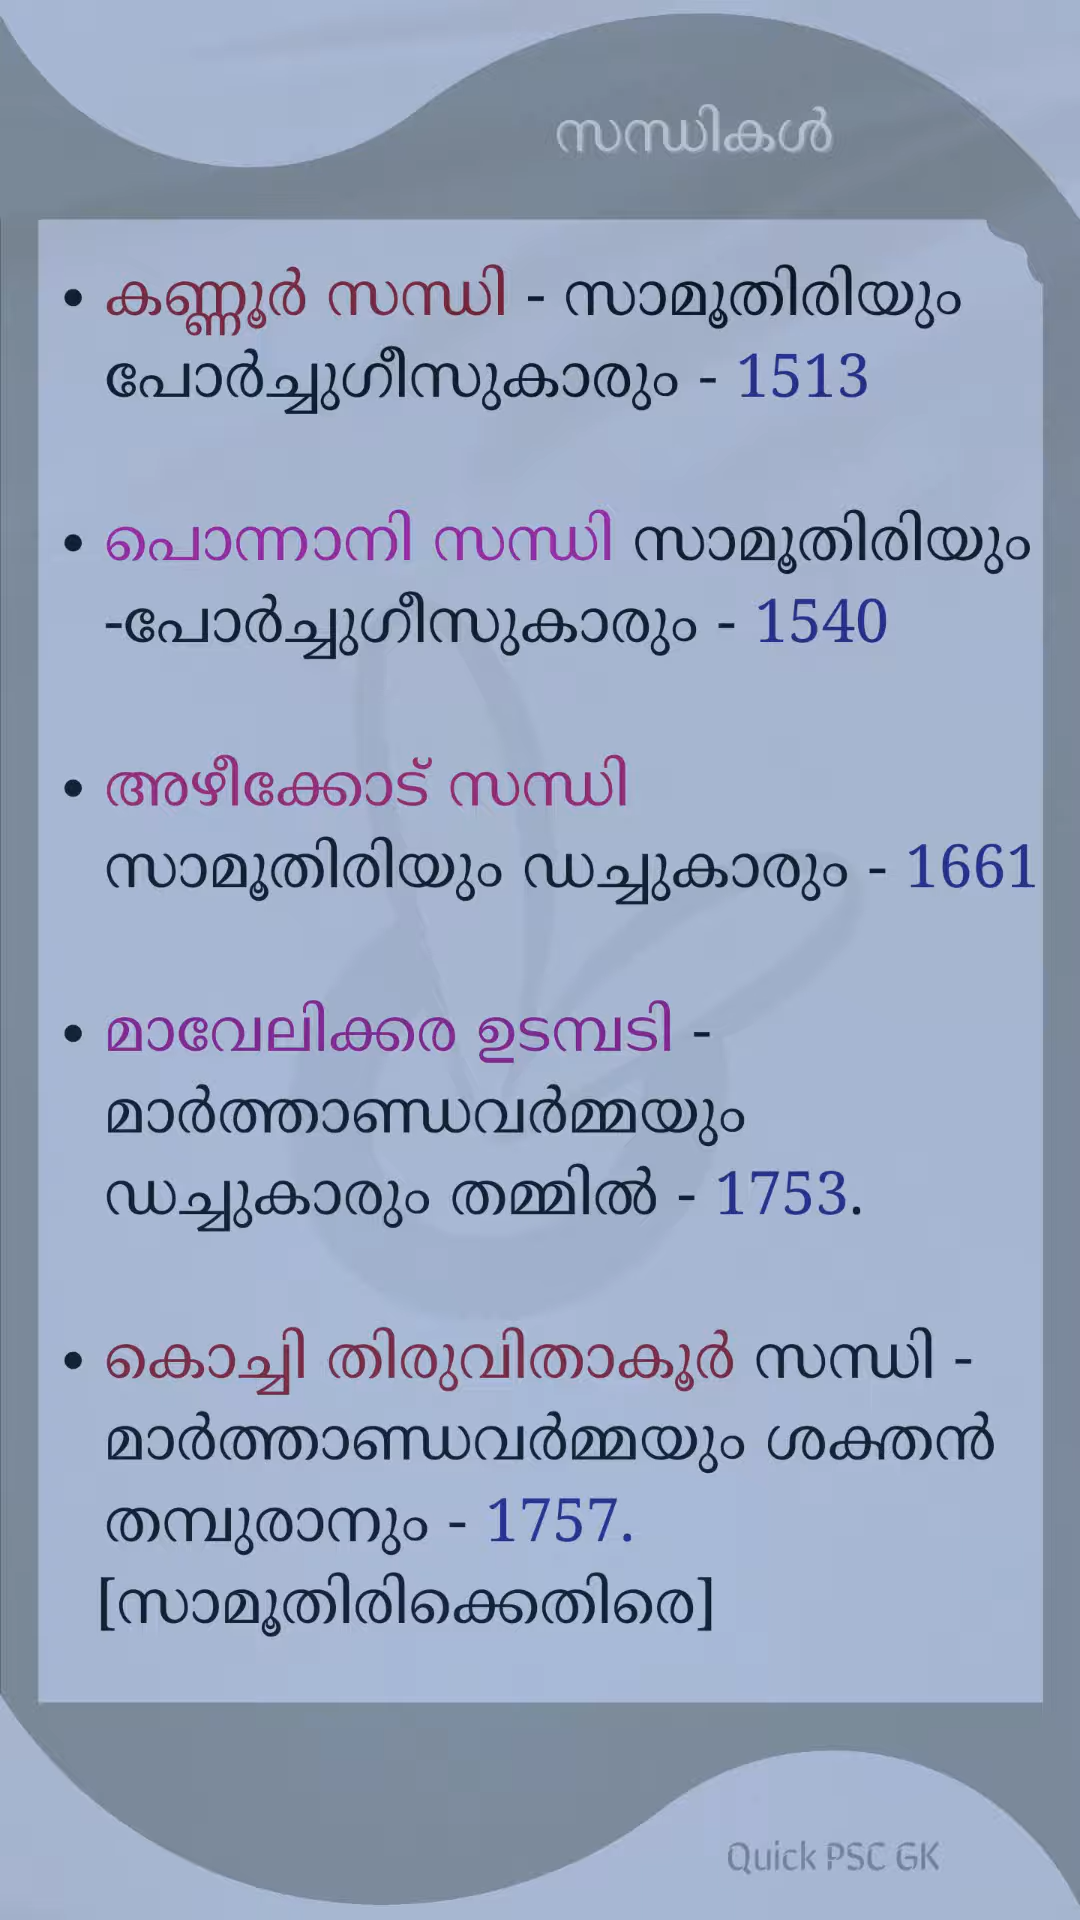 സന്ധികൾ
• കണ്ണൂർ സന്ധി - സാമൂതിരിയും
പോർച്ചുഗീസുകാരും - 1513
• പൊന്നാനി സന്ധി സാമൂതിരിയും
-പോർച്ചുഗീസുകാരും - 1540
• അഴീക്കോട് സന്ധി
സാമൂതിരിയും ഡച്ചുകാരും - 1661
• മാവേലിക്കര ഉടമ്പടി -
മാർത്താണ്ഡവർമ്മയും
ഡച്ചുകാരും തമ്മിൽ - 1753.
• കൊച്ചി തിരുവിതാകൂർ സന്ധി -
മാർത്താണ്ഡവർമ്മയും ശക്തൻ
തമ്പുരാനും - 1757.
[സാമൂതിരിക്കെതിരെ]
Quick PSC GK